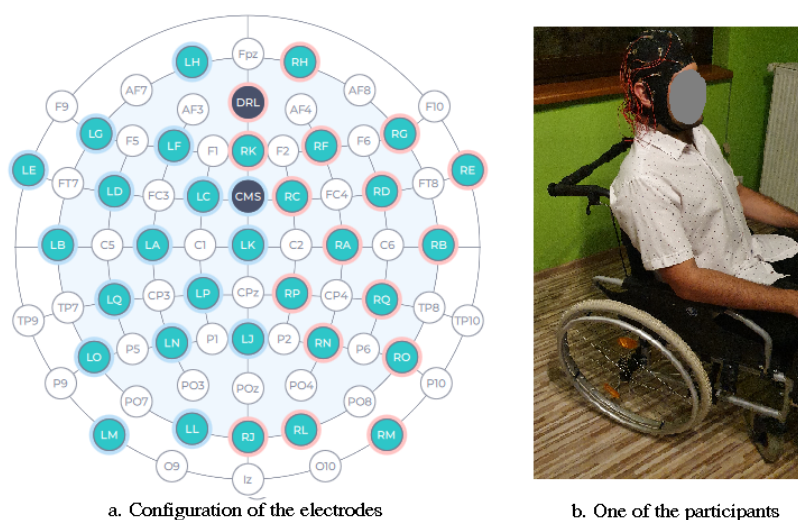 Fpz
LH
RH
AF7
AF8
DRL
F9
AF3
AF4
F10
LG
F5
LF
F1
RK
F2
RF
F6
RG
LE
FT7
LD
FC3
LC
CMS
RC
FC4
RD
FT8
RE
LB
C5
LA
C1
LK
C2
RA
C6
RB
TP9
TP7
LQ
CP3
LP
CPz
RP
CP4
RQ
TP8
TP10
LO
P5
LN
P1
LJ
P2
RN
P6
RO
P9
PO7
PO3
POz
PO4
PO8
P10
LM
LL
RJ
RL
RM
O9
Iz
O10
a. Configuration of the electrodes
b. One of the participants